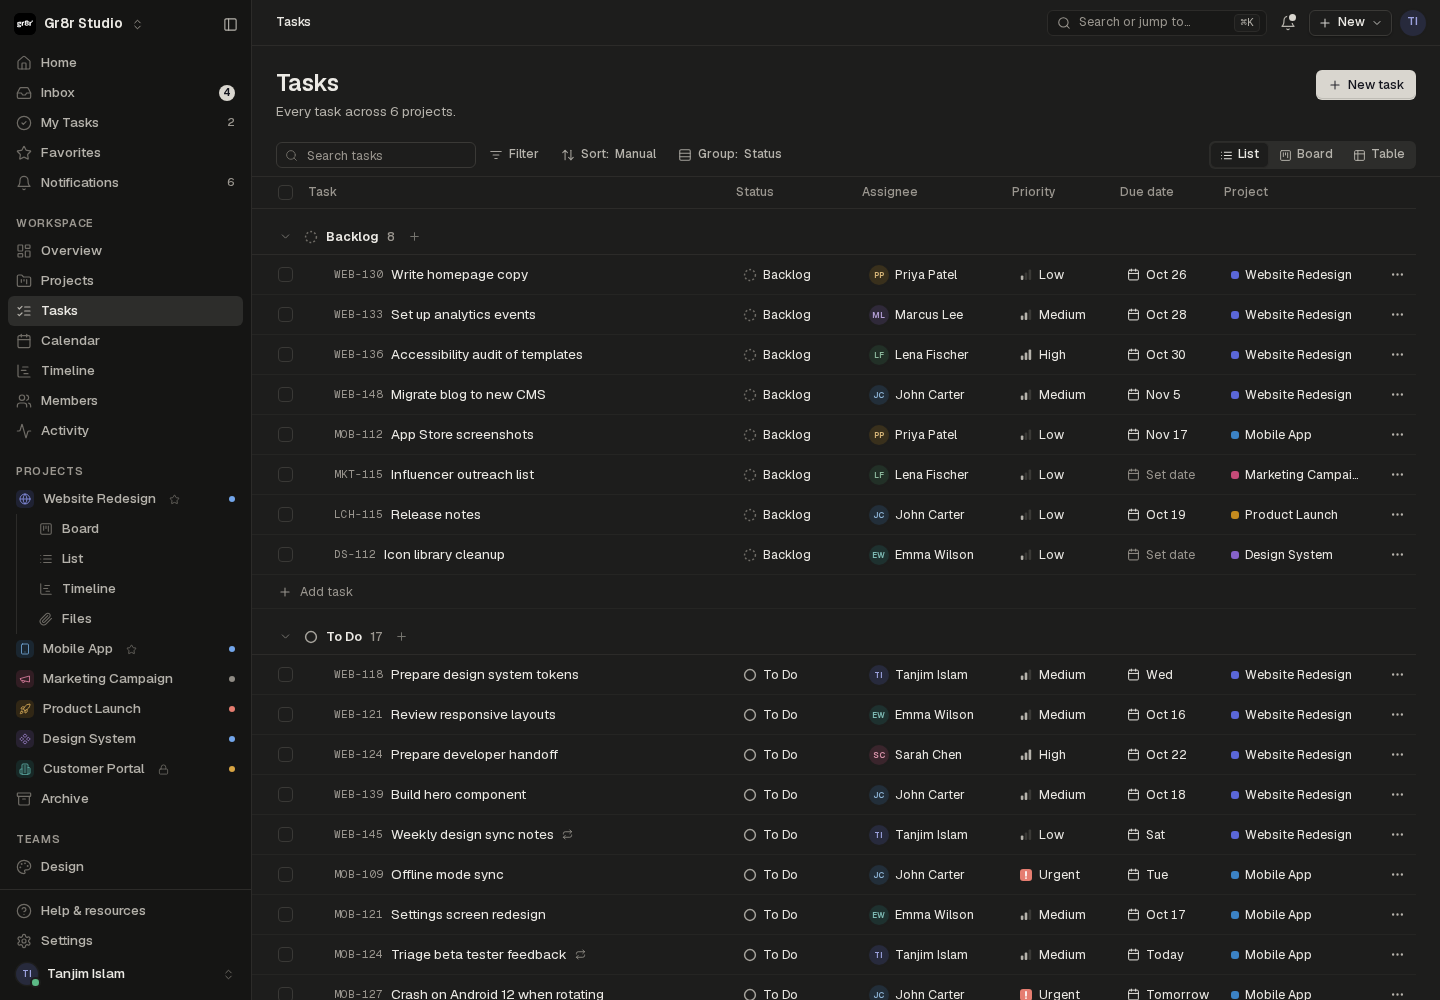 gr8r Gr8r Studio
Home
Inbox 4
My Tasks 2
Favorites
Notifications 6
WORKSPACE
Overview
Projects
Tasks
Calendar
Timeline
Members
Activity
PROJECTS
Website Redesign
Board
List
Timeline
Files
Mobile App
Marketing Campaign
Product Launch
Design System
Customer Portal
Archive
TEAMS
Design
Help & resources
Settings
TI Tanjim Islam
Tasks Search or jump to... ⌘K New TI
Tasks New task
Every task across 6 projects.
Search tasks Filter Sort: Manual Group: Status List Board Table
Task Status Assignee Priority Due date Project
Backlog 8
WEB-130 Write homepage copy Backlog PP Priya Patel Low Oct 26 Website Redesign
WEB-133 Set up analytics events Backlog ML Marcus Lee Medium Oct 28 Website Redesign
WEB-136 Accessibility audit of templates Backlog LF Lena Fischer High Oct 30 Website Redesign
WEB-148 Migrate blog to new CMS Backlog JC John Carter Medium Nov 5 Website Redesign
MOB-112 App Store screenshots Backlog PP Priya Patel Low Nov 17 Mobile App
MKT-115 Influencer outreach list Backlog LF Lena Fischer Low Set date Marketing Campai...
LCH-115 Release notes Backlog JC John Carter Low Oct 19 Product Launch
DS-112 Icon library cleanup Backlog EW Emma Wilson Low Set date Design System
Add task
To Do 17
WEB-118 Prepare design system tokens To Do TI Tanjim Islam Medium Wed Website Redesign
WEB-121 Review responsive layouts To Do EW Emma Wilson Medium Oct 16 Website Redesign
WEB-124 Prepare developer handoff To Do SC Sarah Chen High Oct 22 Website Redesign
WEB-139 Build hero component To Do JC John Carter Medium Oct 18 Website Redesign
WEB-145 Weekly design sync notes To Do TI Tanjim Islam Low Sat Website Redesign
MOB-109 Offline mode sync To Do JC John Carter Urgent Tue Mobile App
MOB-121 Settings screen redesign To Do EW Emma Wilson Medium Oct 17 Mobile App
MOB-124 Triage beta tester feedback To Do TI Tanjim Islam Medium Today Mobile App
MOB-127 Crash on Android 12 when rotating To Do JC John Carter Urgent Tomorrow Mobile App